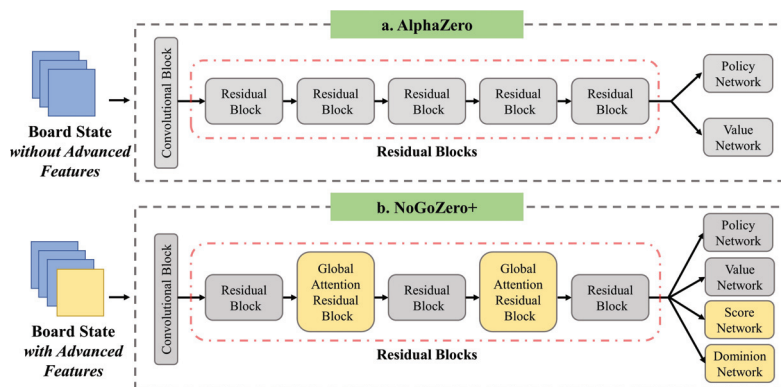 a. AlphaZero
Board State
without Advanced
Features
Convolutional Block
Residual
Block
Residual
Block
Residual
Block
Residual
Block
Residual
Block
Residual Blocks
Policy
Network
Value
Network
b. NoGoZero+
Board State
with Advanced
Features
Convolutional Block
Residual
Block
Global
Attention
Residual
Block
Residual
Block
Global
Attention
Residual
Block
Residual
Block
Residual Blocks
Policy
Network
Value
Network
Score
Network
Dominion
Network